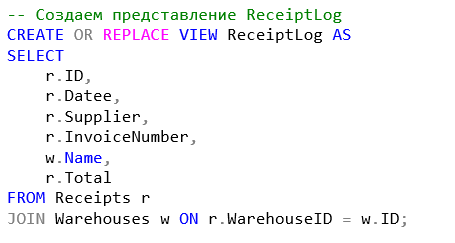 -- Создаем представление ReceiptLog
CREATE OR REPLACE VIEW ReceiptLog AS
SELECT
    r.ID,
    r.Datee,
    r.Supplier,
    r.InvoiceNumber,
    w.Name,
    r.Total
FROM Receipts r
JOIN Warehouses w ON r.WarehouseID = w.ID;